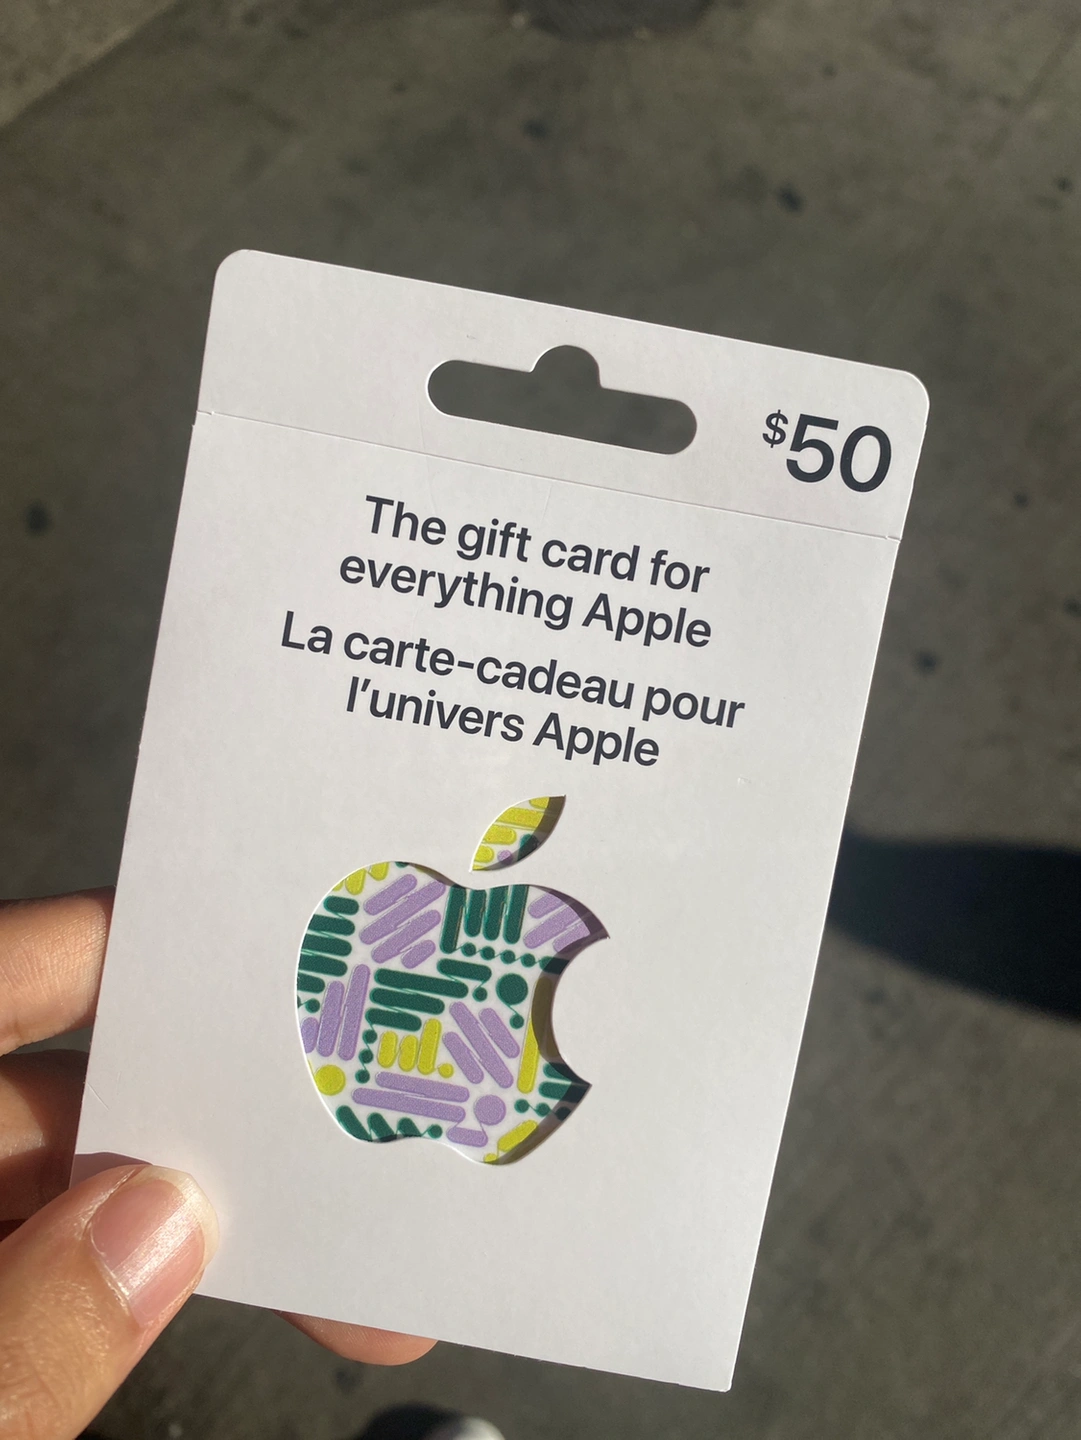 $50
The gift card for
everything Apple
La carte-cadeau pour
l’univers Apple